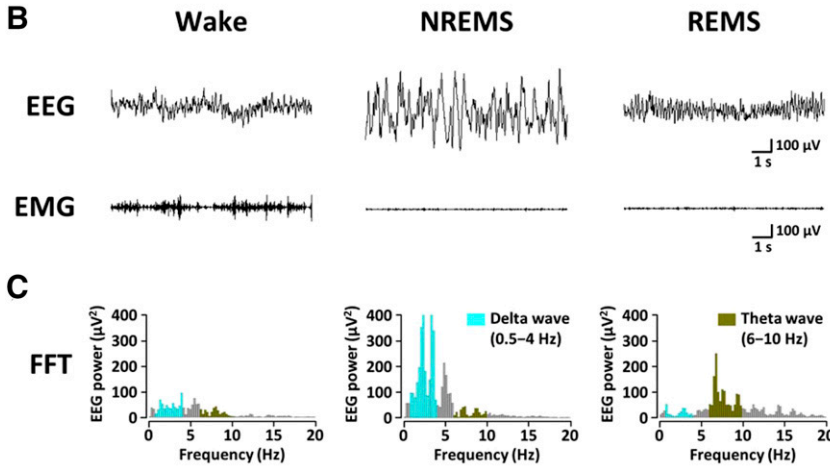 B
Wake NREMS REMS
EEG
100 µV
1 s
EMG
100 µV
1 s
C
FFT
EEG power (µV²)
400
300
200
100
0
0 5 10 15 20
Frequency (Hz)
EEG power (µV²)
400
300
200
100
0
Delta wave
(0.5–4 Hz)
0 5 10 15 20
Frequency (Hz)
EEG power (µV²)
400
300
200
100
0
Theta wave
(6–10 Hz)
0 5 10 15 20
Frequency (Hz)